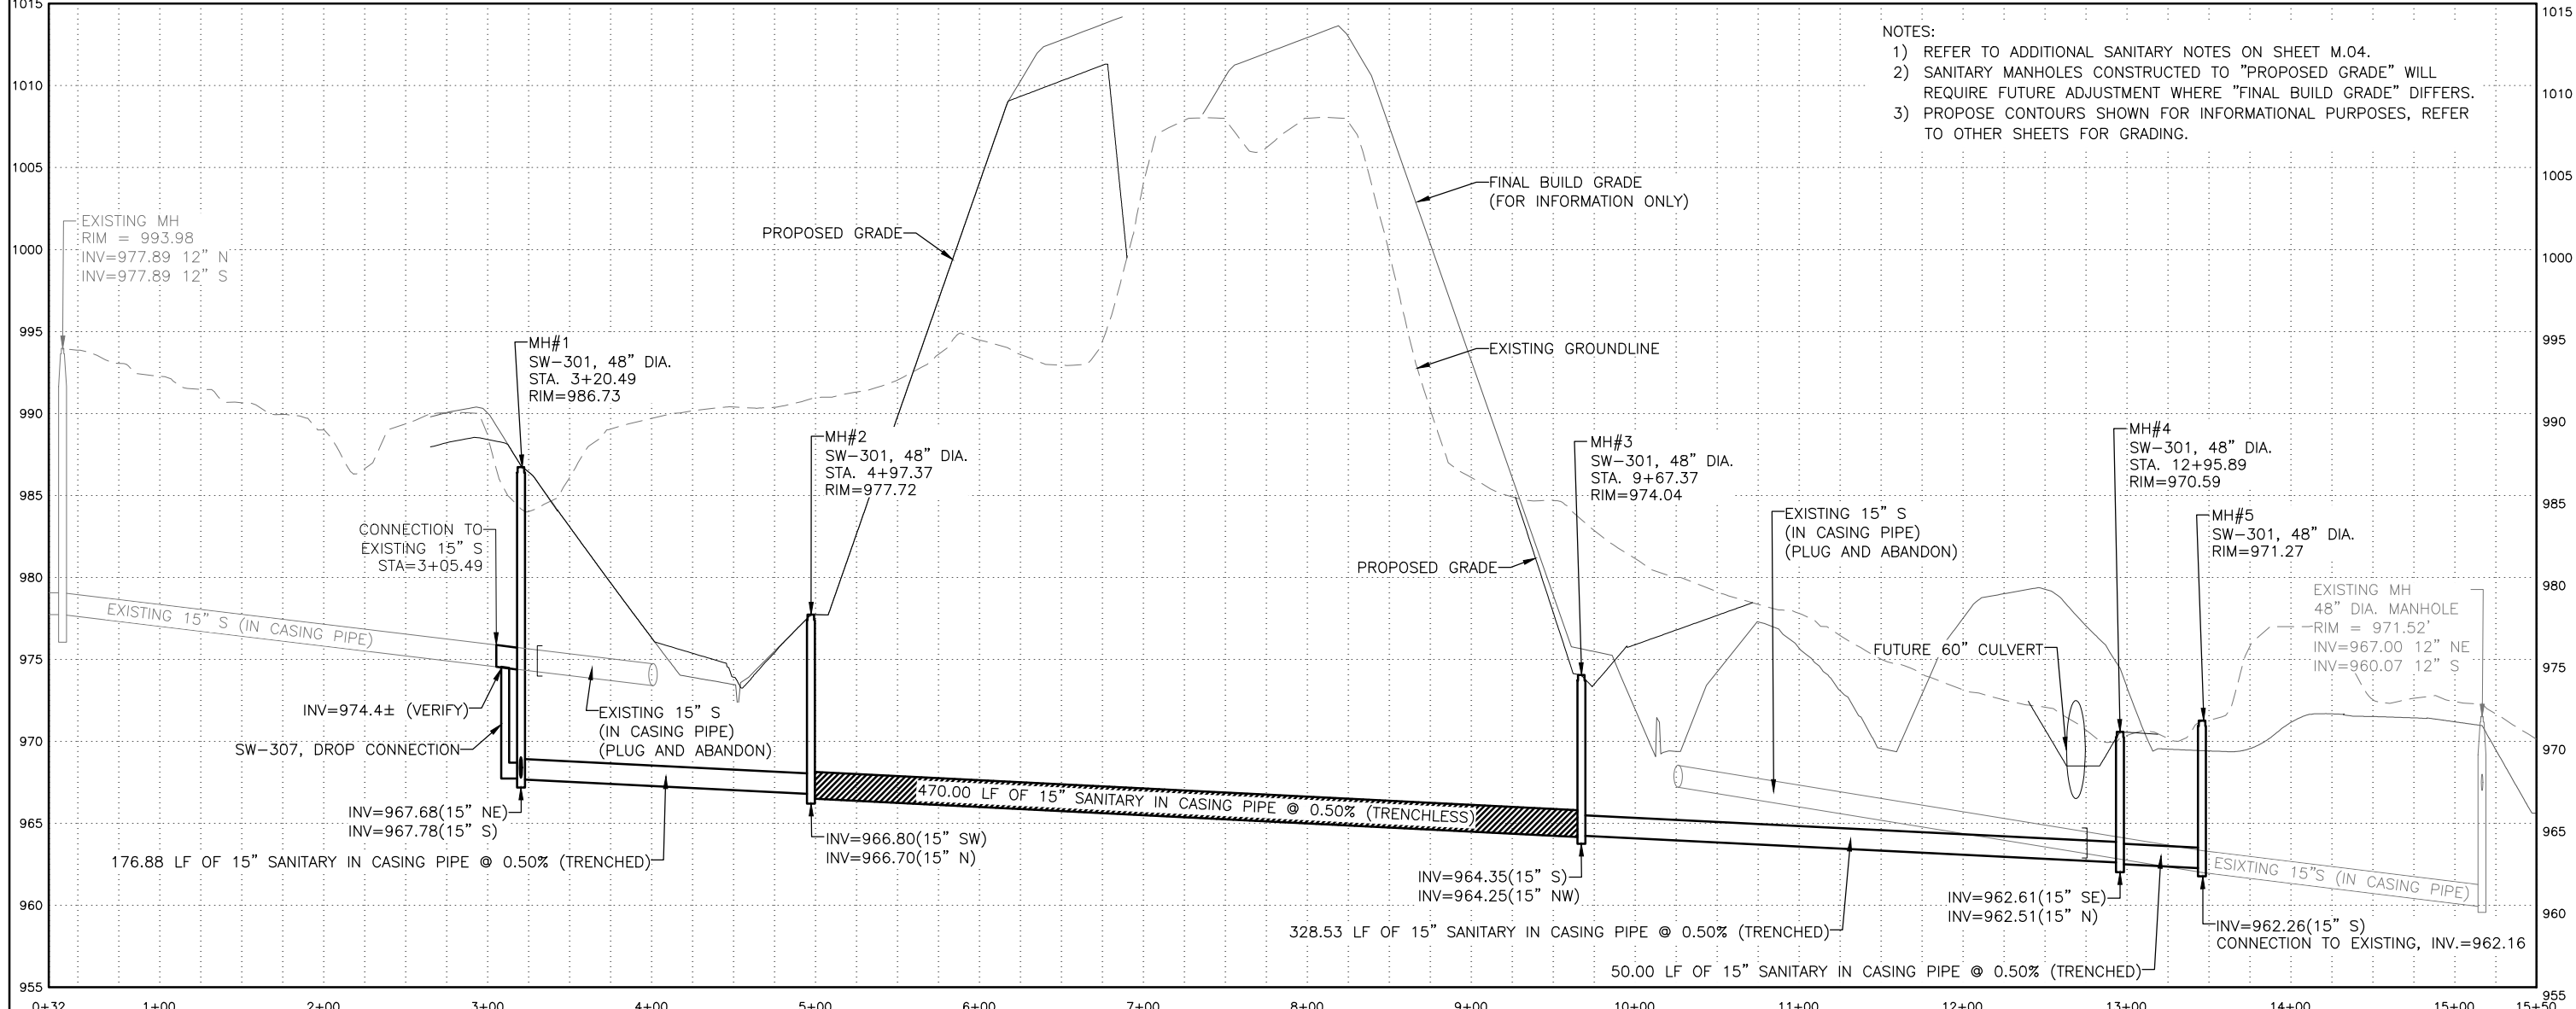 1015
1010
1005
1000
995
990
985
980
975
970
965
960
955
1015
1010
1005
1000
995
990
985
980
975
970
965
960
955
0+32
1+00
2+00
3+00
4+00
5+00
6+00
7+00
8+00
9+00
10+00
11+00
12+00
13+00
14+00
15+00
15+50
NOTES:
1) REFER TO ADDITIONAL SANITARY NOTES ON SHEET M.04.
2) SANITARY MANHOLES CONSTRUCTED TO "PROPOSED GRADE" WILL
REQUIRE FUTURE ADJUSTMENT WHERE "FINAL BUILD GRADE" DIFFERS.
3) PROPOSE CONTOURS SHOWN FOR INFORMATIONAL PURPOSES, REFER
TO OTHER SHEETS FOR GRADING.
EXISTING MH
RIM = 993.98
INV=977.89 12" N
INV=977.89 12" S
PROPOSED GRADE
FINAL BUILD GRADE
(FOR INFORMATION ONLY)
EXISTING GROUNDLINE
MH#1
SW-301, 48" DIA.
STA. 3+20.49
RIM=986.73
MH#2
SW-301, 48" DIA.
STA. 4+97.37
RIM=977.72
MH#3
SW-301, 48" DIA.
STA. 9+67.37
RIM=974.04
MH#4
SW-301, 48" DIA.
STA. 12+95.89
RIM=970.59
MH#5
SW-301, 48" DIA.
RIM=971.27
CONNECTION TO
EXISTING 15" S
STA=3+05.49
EXISTING 15" S
(IN CASING PIPE)
(PLUG AND ABANDON)
PROPOSED GRADE
EXISTING MH
48" DIA. MANHOLE
RIM = 971.52'
INV=967.00 12" NE
INV=960.07 12" S
EXISTING 15" S (IN CASING PIPE)
FUTURE 60" CULVERT
INV=974.4± (VERIFY)
SW-307, DROP CONNECTION
EXISTING 15" S
(IN CASING PIPE)
(PLUG AND ABANDON)
470.00 LF OF 15" SANITARY IN CASING PIPE @ 0.50% (TRENCHLESS)
INV=967.68(15" NE)
INV=967.78(15" S)
176.88 LF OF 15" SANITARY IN CASING PIPE @ 0.50% (TRENCHED)
INV=966.80(15" SW)
INV=966.70(15" N)
INV=964.35(15" S)
INV=964.25(15" NW)
328.53 LF OF 15" SANITARY IN CASING PIPE @ 0.50% (TRENCHED)
INV=962.61(15" SE)
INV=962.51(15" N)
ESIXTING 15"S (IN CASING PIPE)
INV=962.26(15" S)
CONNECTION TO EXISTING, INV.=962.16
50.00 LF OF 15" SANITARY IN CASING PIPE @ 0.50% (TRENCHED)